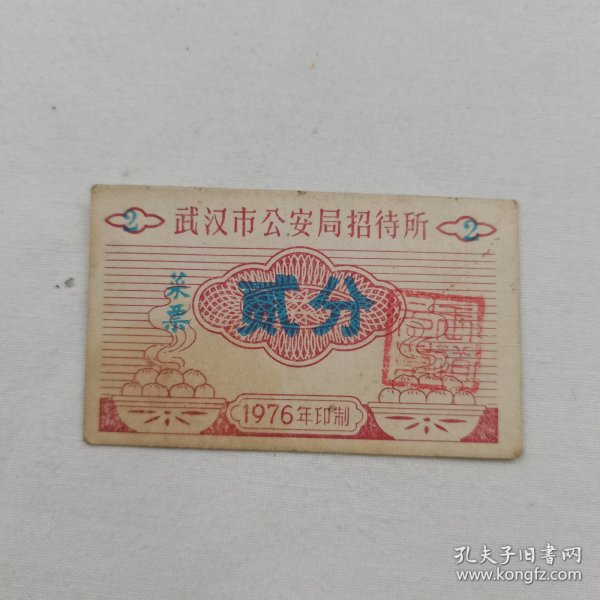 2 武汉市公安局招待所 2
菜票
贰分
1976年印制
孔夫子旧书网
www.kongfz.com